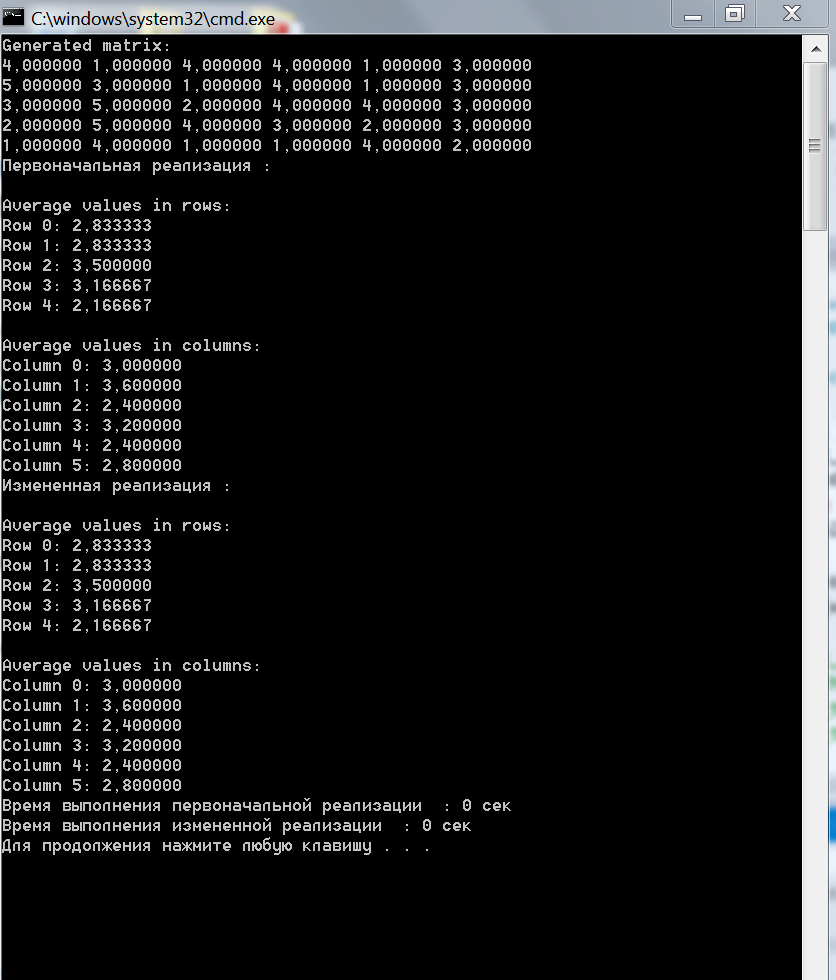 C:\windows\system32\cmd.exe
Generated matrix:
4,000000 1,000000 4,000000 4,000000 1,000000 3,000000
5,000000 3,000000 1,000000 4,000000 1,000000 3,000000
3,000000 5,000000 2,000000 4,000000 4,000000 3,000000
2,000000 5,000000 4,000000 3,000000 2,000000 3,000000
1,000000 4,000000 1,000000 1,000000 4,000000 2,000000
Первоначальная реализация :
Average values in rows:
Row 0: 2,833333
Row 1: 2,833333
Row 2: 3,500000
Row 3: 3,166667
Row 4: 2,166667
Average values in columns:
Column 0: 3,000000
Column 1: 3,600000
Column 2: 2,400000
Column 3: 3,200000
Column 4: 2,400000
Column 5: 2,800000
Измененная реализация :
Average values in rows:
Row 0: 2,833333
Row 1: 2,833333
Row 2: 3,500000
Row 3: 3,166667
Row 4: 2,166667
Average values in columns:
Column 0: 3,000000
Column 1: 3,600000
Column 2: 2,400000
Column 3: 3,200000
Column 4: 2,400000
Column 5: 2,800000
Время выполнения первоначальной реализации  : 0 сек
Время выполнения измененной реализации  : 0 сек
Для продолжения нажмите любую клавишу . . .